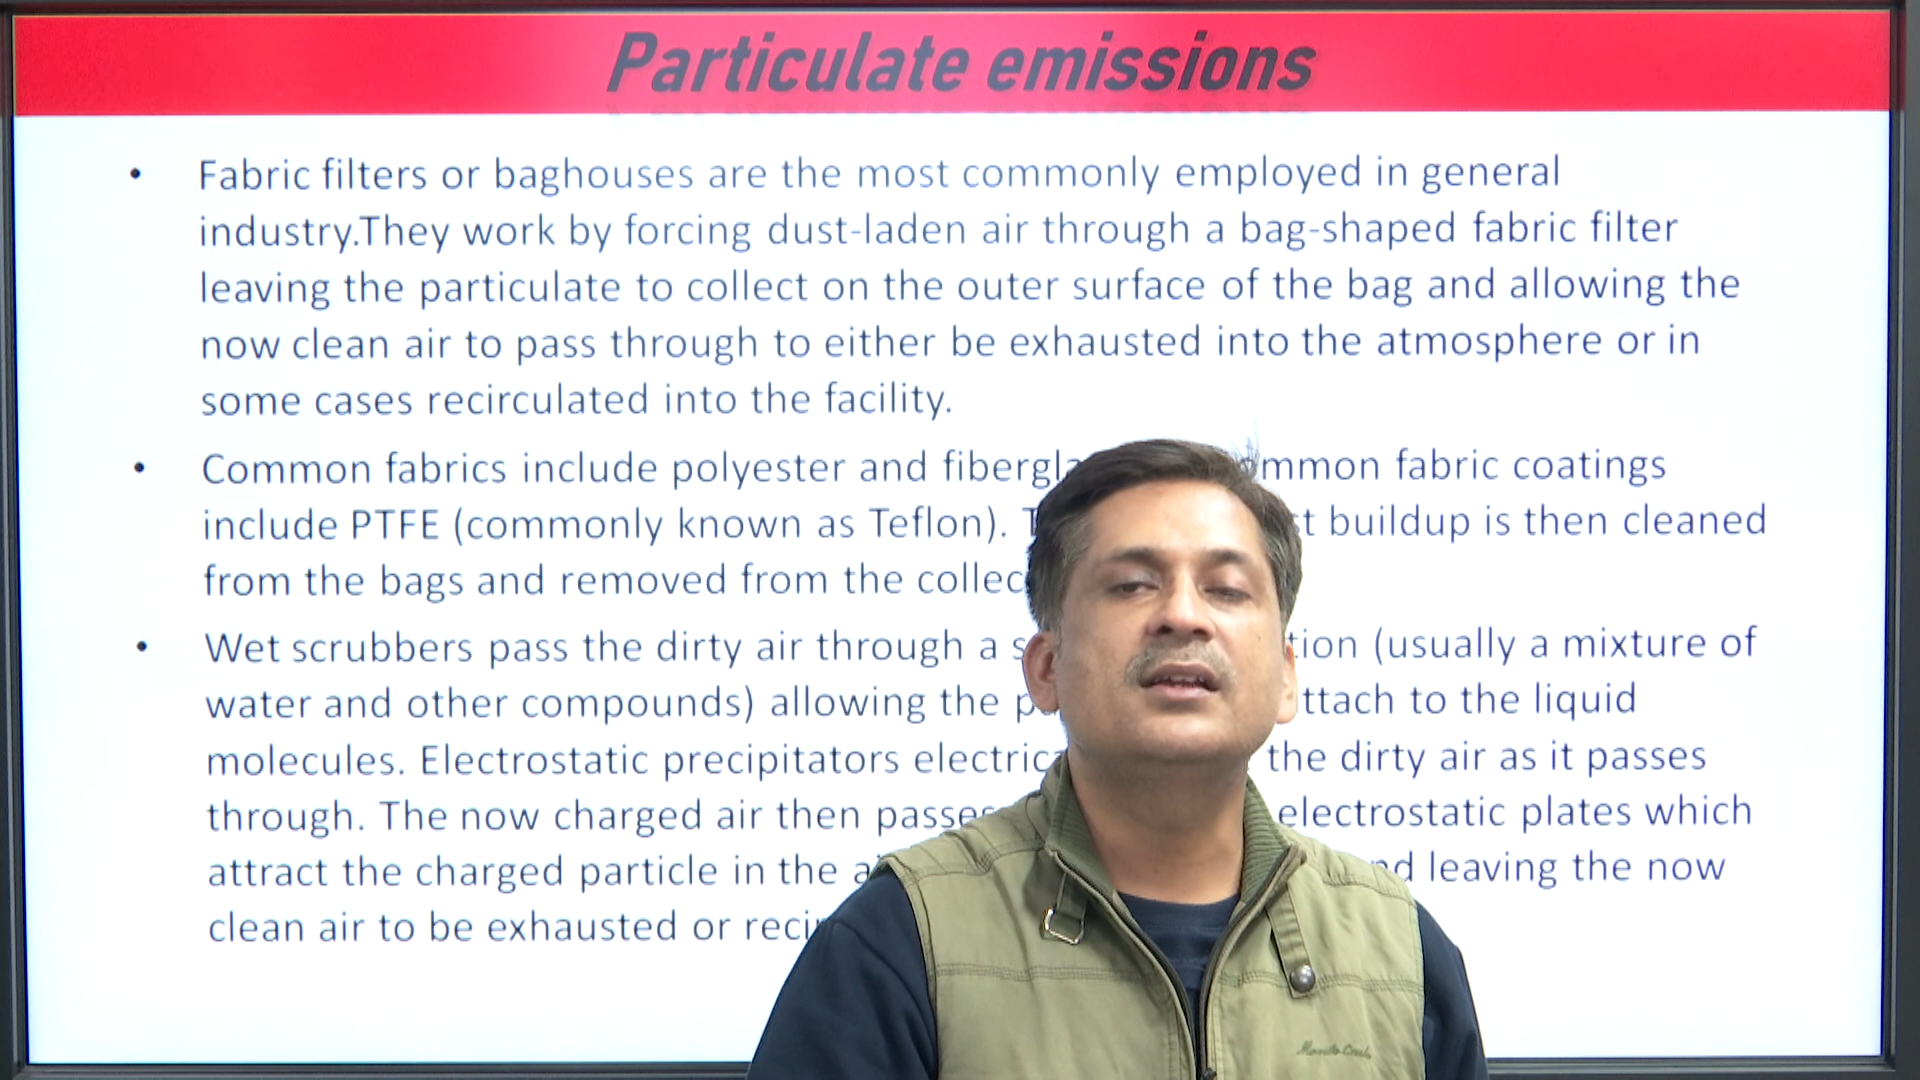 Particulate emissions
• Fabric filters or baghouses are the most commonly employed in general
industry.They work by forcing dust-laden air through a bag-shaped fabric filter
leaving the particulate to collect on the outer surface of the bag and allowing the
now clean air to pass through to either be exhausted into the atmosphere or in
some cases recirculated into the facility.
• Common fabrics include polyester and fibergla mmon fabric coatings
include PTFE (commonly known as Teflon). T t buildup is then cleaned
from the bags and removed from the collec
• Wet scrubbers pass the dirty air through a s tion (usually a mixture of
water and other compounds) allowing the p ttach to the liquid
molecules. Electrostatic precipitators electric the dirty air as it passes
through. The now charged air then passe electrostatic plates which
attract the charged particle in the a nd leaving the now
clean air to be exhausted or reci